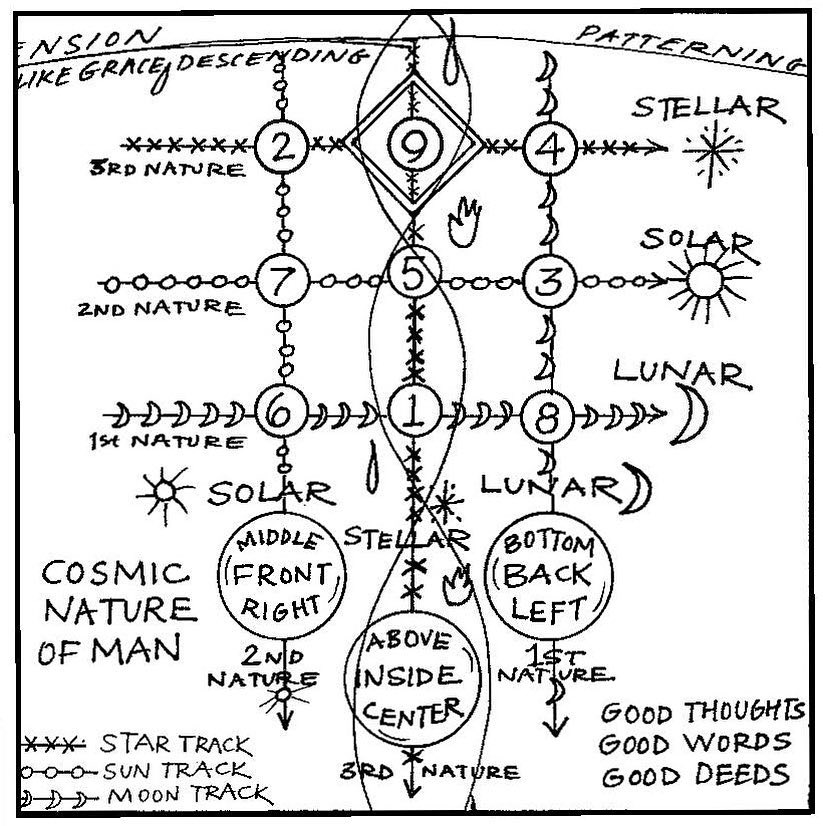 ENSION
LIKE GRACE, DESCENDING
PATTERNING
STELLAR
2
9
4
3RD NATURE
SOLAR
7
5
3
2ND NATURE
LUNAR
6
1
8
1st NATURE
SOLAR
STELLAR
LUNAR
MIDDLE
(FRONT)
RIGHT
BOTTOM
(BACK)
LEFT
COSMIC
NATURE
OF MAN
2ND
NATURE
ABOVE
INSIDE
CENTER
1ST
NATURE
3RD NATURE
GOOD THOUGHTS
GOOD WORDS
GOOD DEEDS
STAR TRACK
SUN TRACK
MOON TRACK